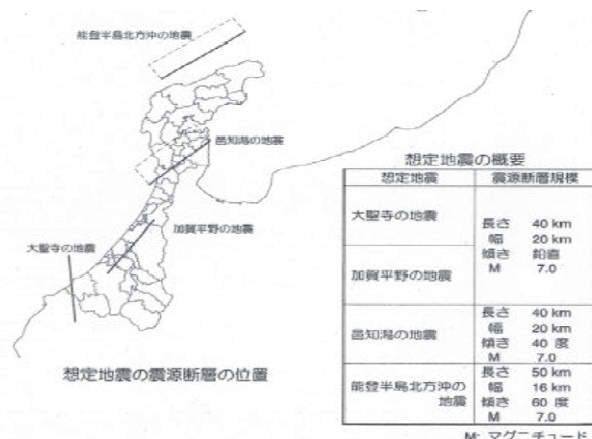 能登半島北方沖の地震
邑知潟の地震
加賀平野の地震
大聖寺の地震
想定地震の震源断層の位置
想定地震の概要
想定地震 震源断層規模
大聖寺の地震
加賀平野の地震
長さ 40 km
幅 20 km
傾き 鉛直
M 7.0
邑知潟の地震
長さ 40 km
幅 20 km
傾き 40 度
M 7.0
能登半島北方沖の
地震
長さ 50 km
幅 16 km
傾き 60 度
M 7.0
M: マグニチュード